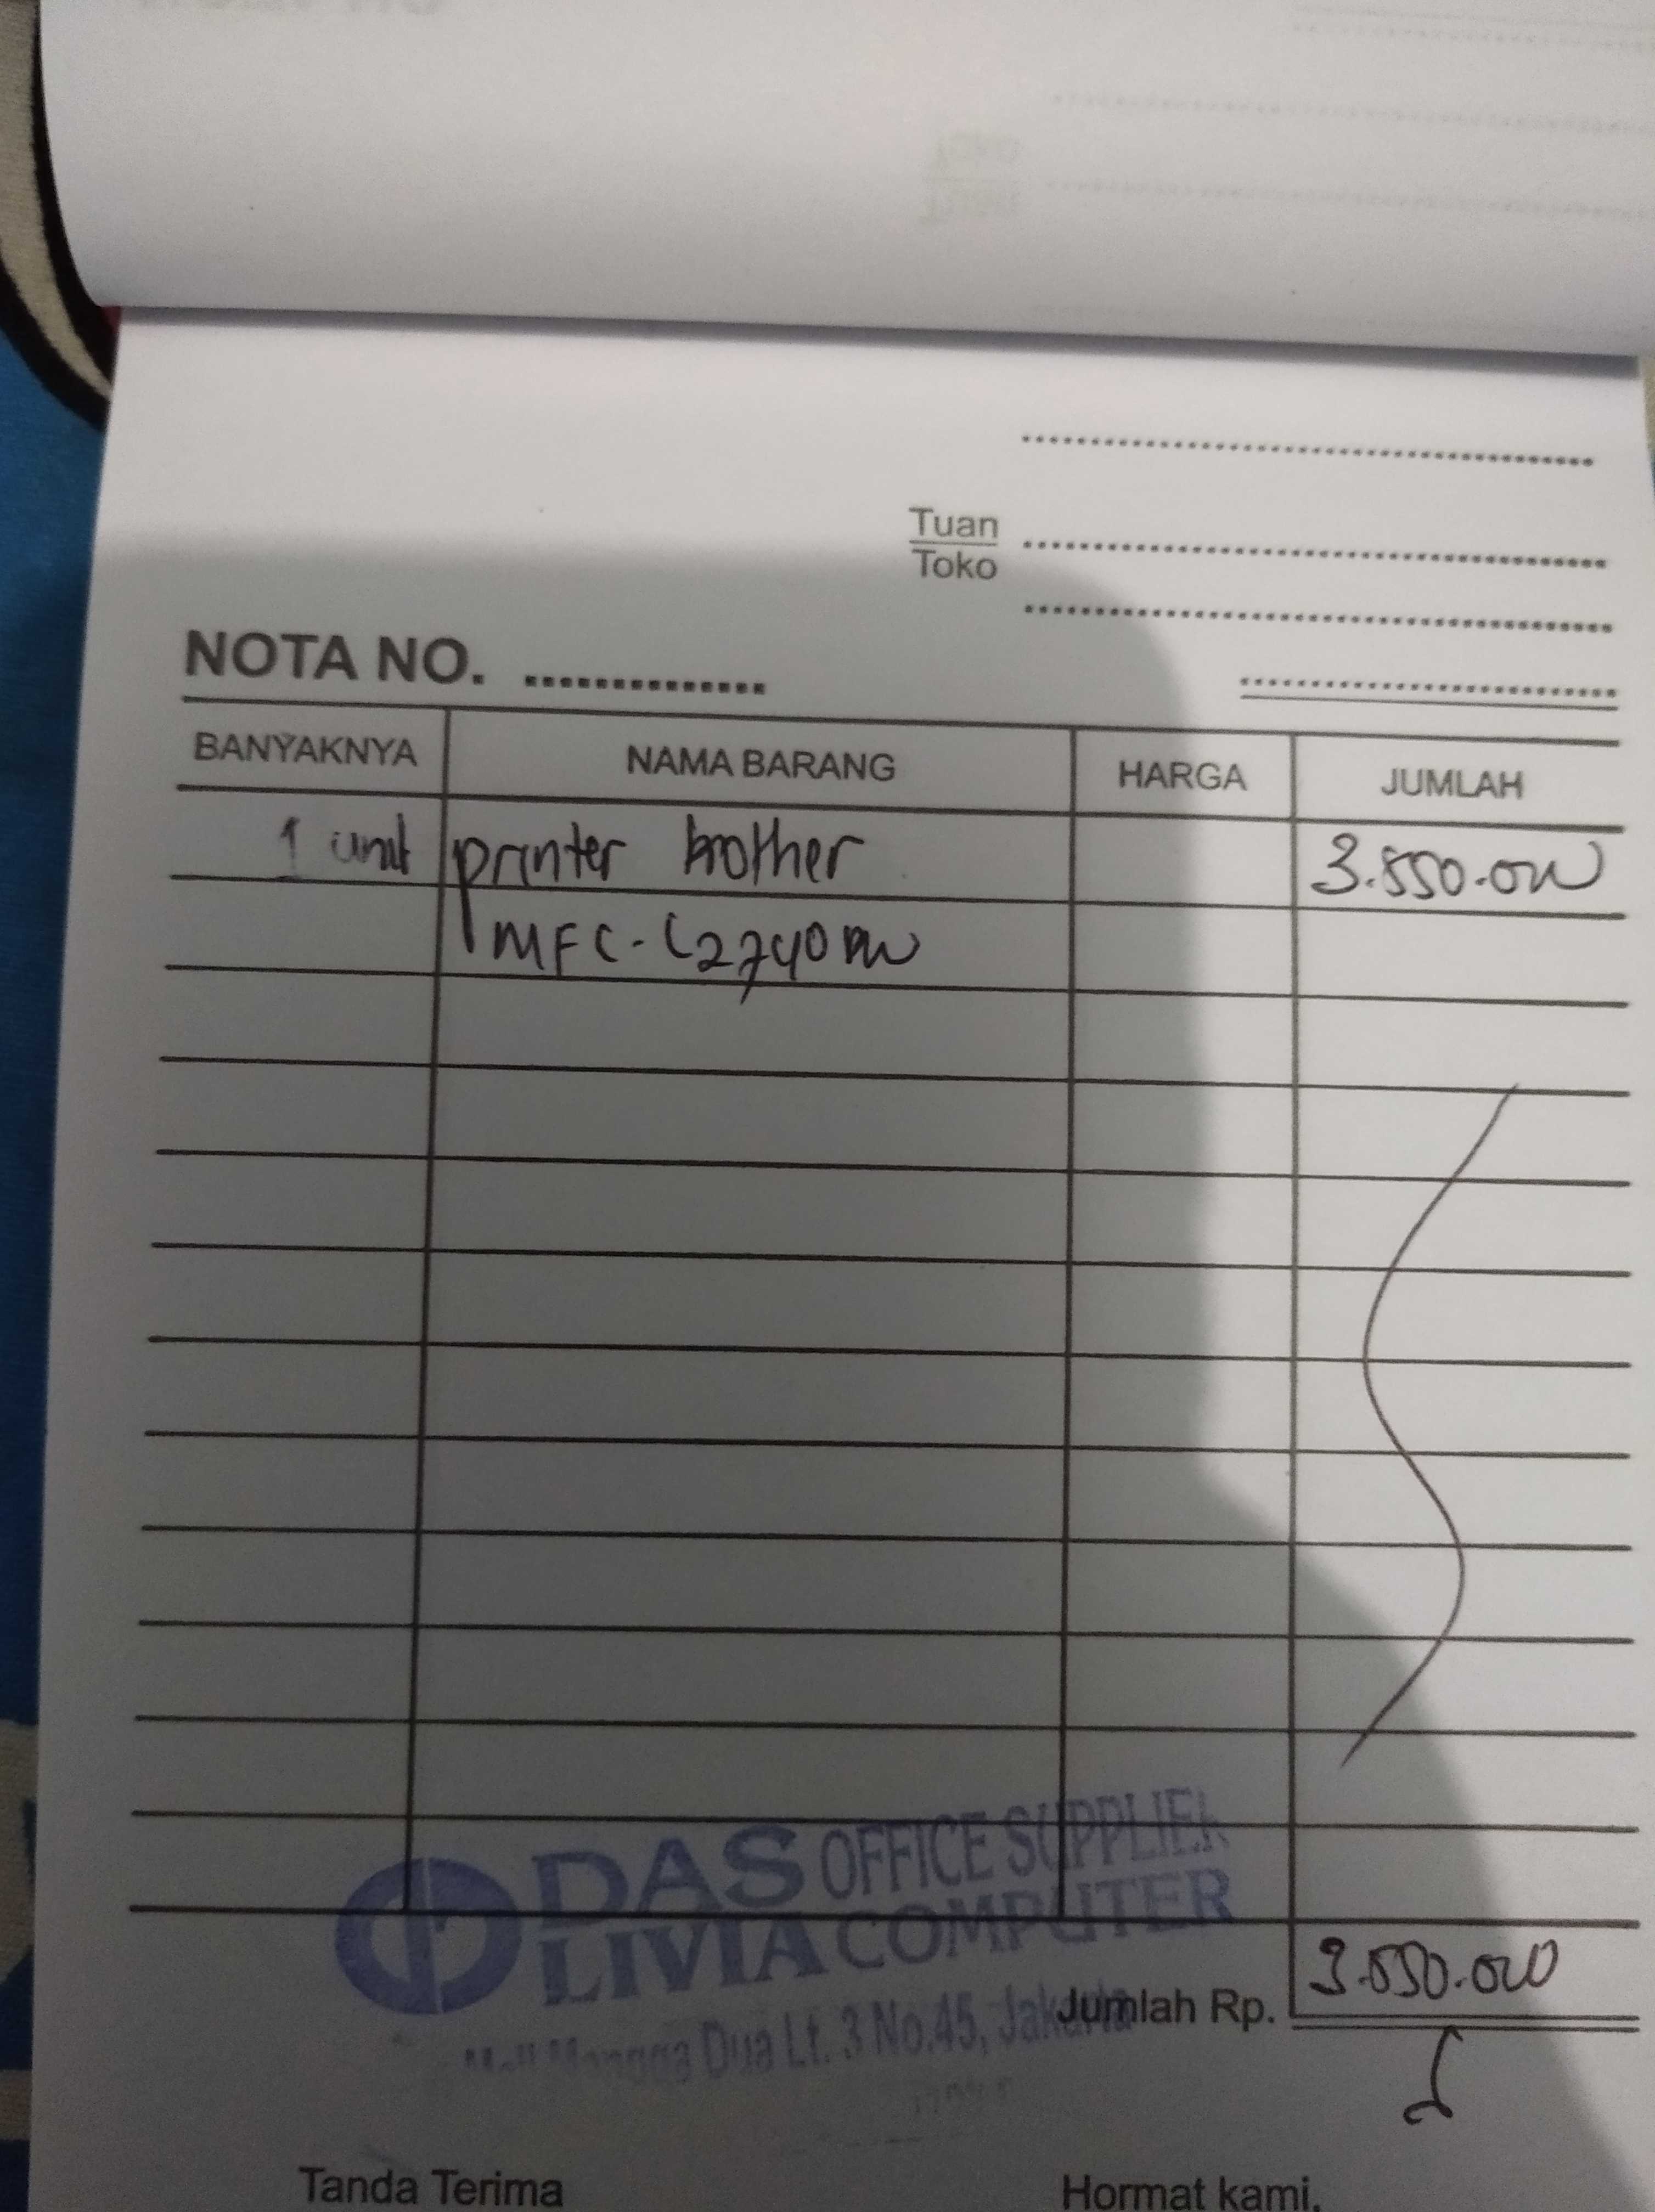 Tuan
Toko
NOTA NO. ..............
BANYAKNYA NAMA BARANG HARGA JUMLAH
1 unit printer brother 3.550.000
MFC-L2740DW
DAS OFFICE SUPPLIER
LIVIA COMPUTER
Mall Mangga Dua Lt. 3 No.45, Jakarta
Jumlah Rp. 3.550.000
Tanda Terima Hormat kami,